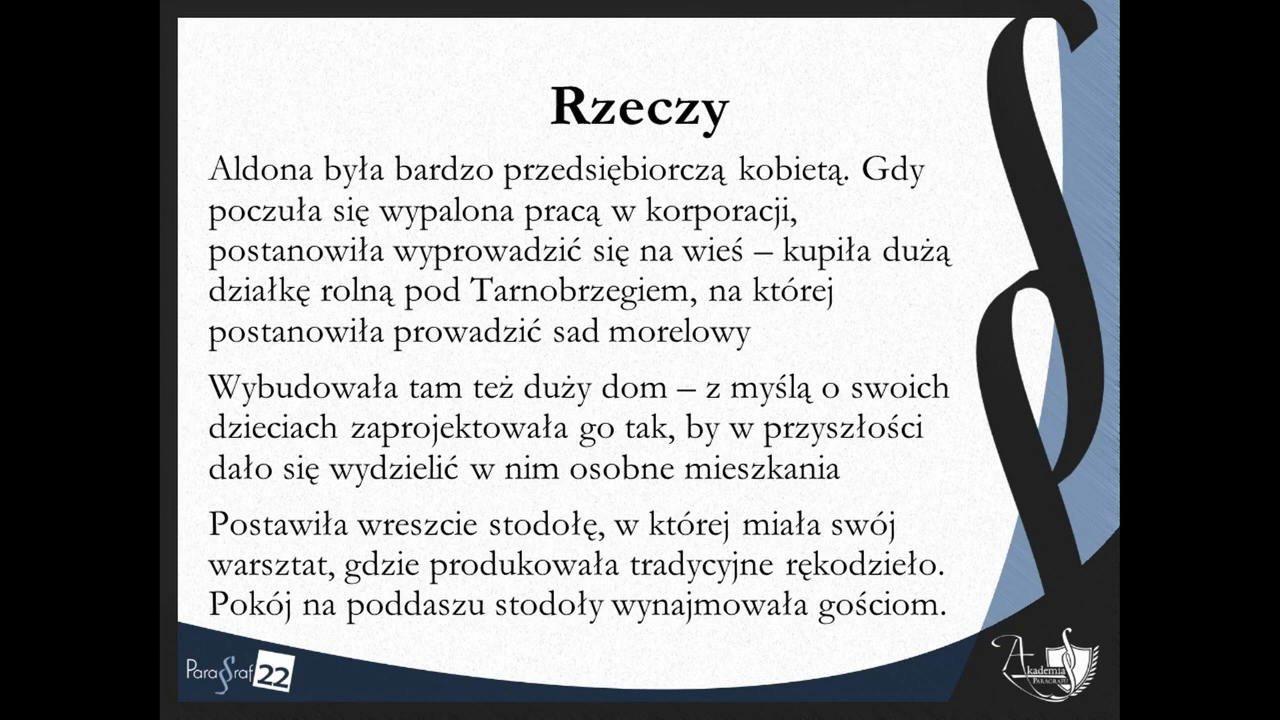 Rzeczy
Aldona była bardzo przedsiębiorczą kobietą. Gdy
poczuła się wypalona pracą w korporacji,
postanowiła wyprowadzić się na wieś – kupiła dużą
działkę rolną pod Tarnobrzegiem, na której
postanowiła prowadzić sad morelowy
Wybudowała tam też duży dom – z myślą o swoich
dzieciach zaprojektowała go tak, by w przyszłości
dało się wydzielić w nim osobne mieszkania
Postawiła wreszcie stodołę, w której miała swój
warsztat, gdzie produkowała tradycyjne rękodzieło.
Pokój na poddaszu stodoły wynajmowała gościom.
Para§raf 22
Akademia
PARAGRAFU